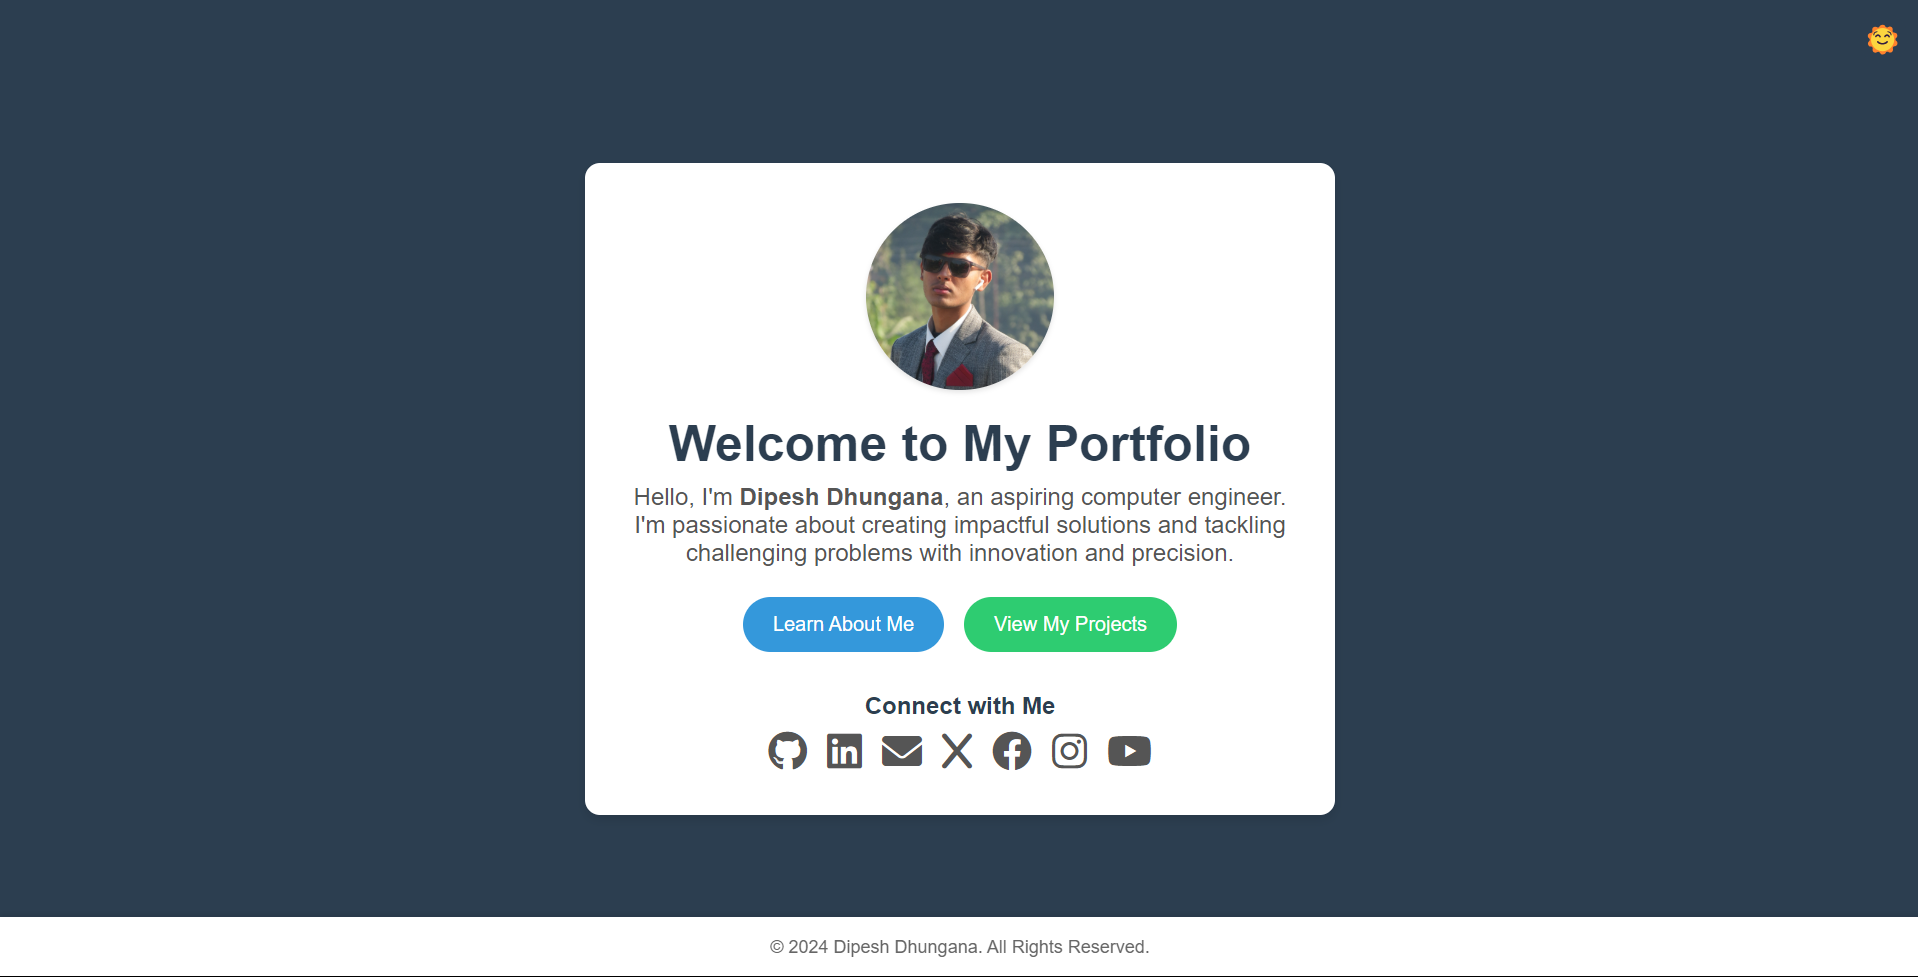 Welcome to My Portfolio
Hello, I'm Dipesh Dhungana, an aspiring computer engineer.
I'm passionate about creating impactful solutions and tackling
challenging problems with innovation and precision.
Learn About Me
View My Projects
Connect with Me
© 2024 Dipesh Dhungana. All Rights Reserved.